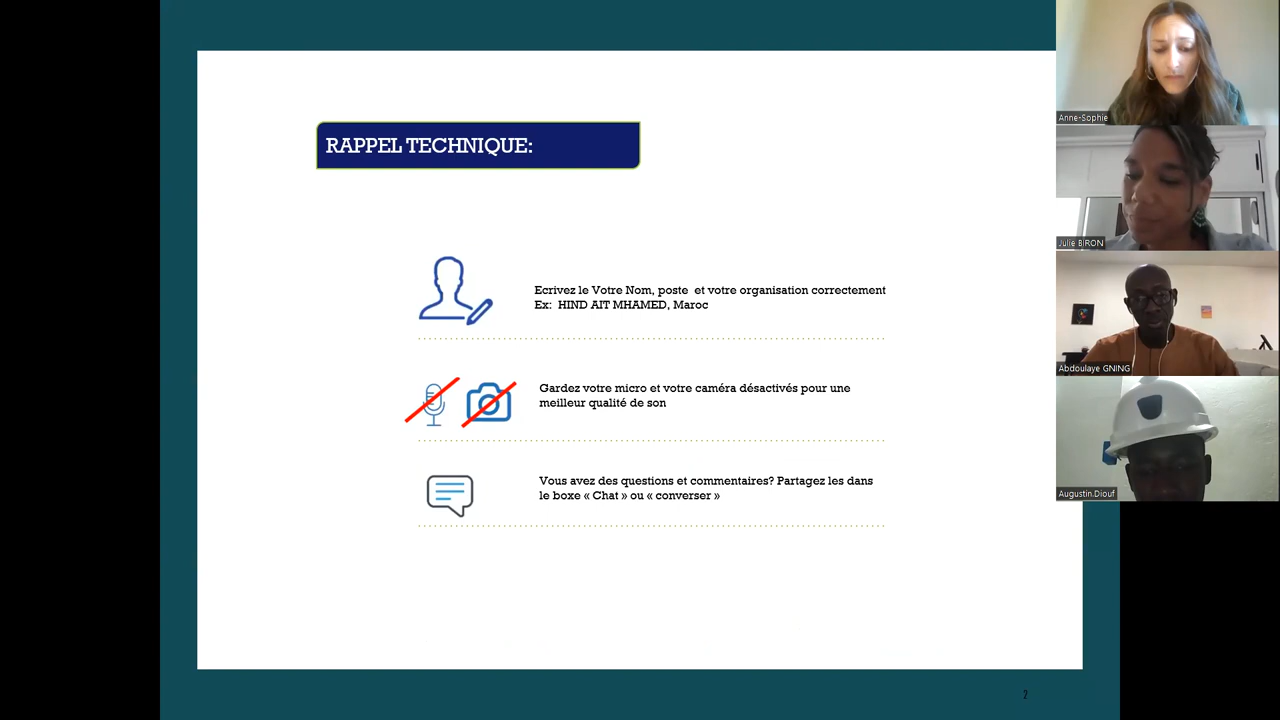 RAPPEL TECHNIQUE:
Ecrivez le Votre Nom, poste et votre organisation correctement
Ex: HIND AIT MHAMED, Maroc
Gardez votre micro et votre caméra désactivés pour une
meilleur qualité de son
Vous avez des questions et commentaires? Partagez les dans
le boxe « Chat » ou « converser »
2
Anne-Sophie
Julie BIRON
Abdoulaye GNING
Augustin.Diouf